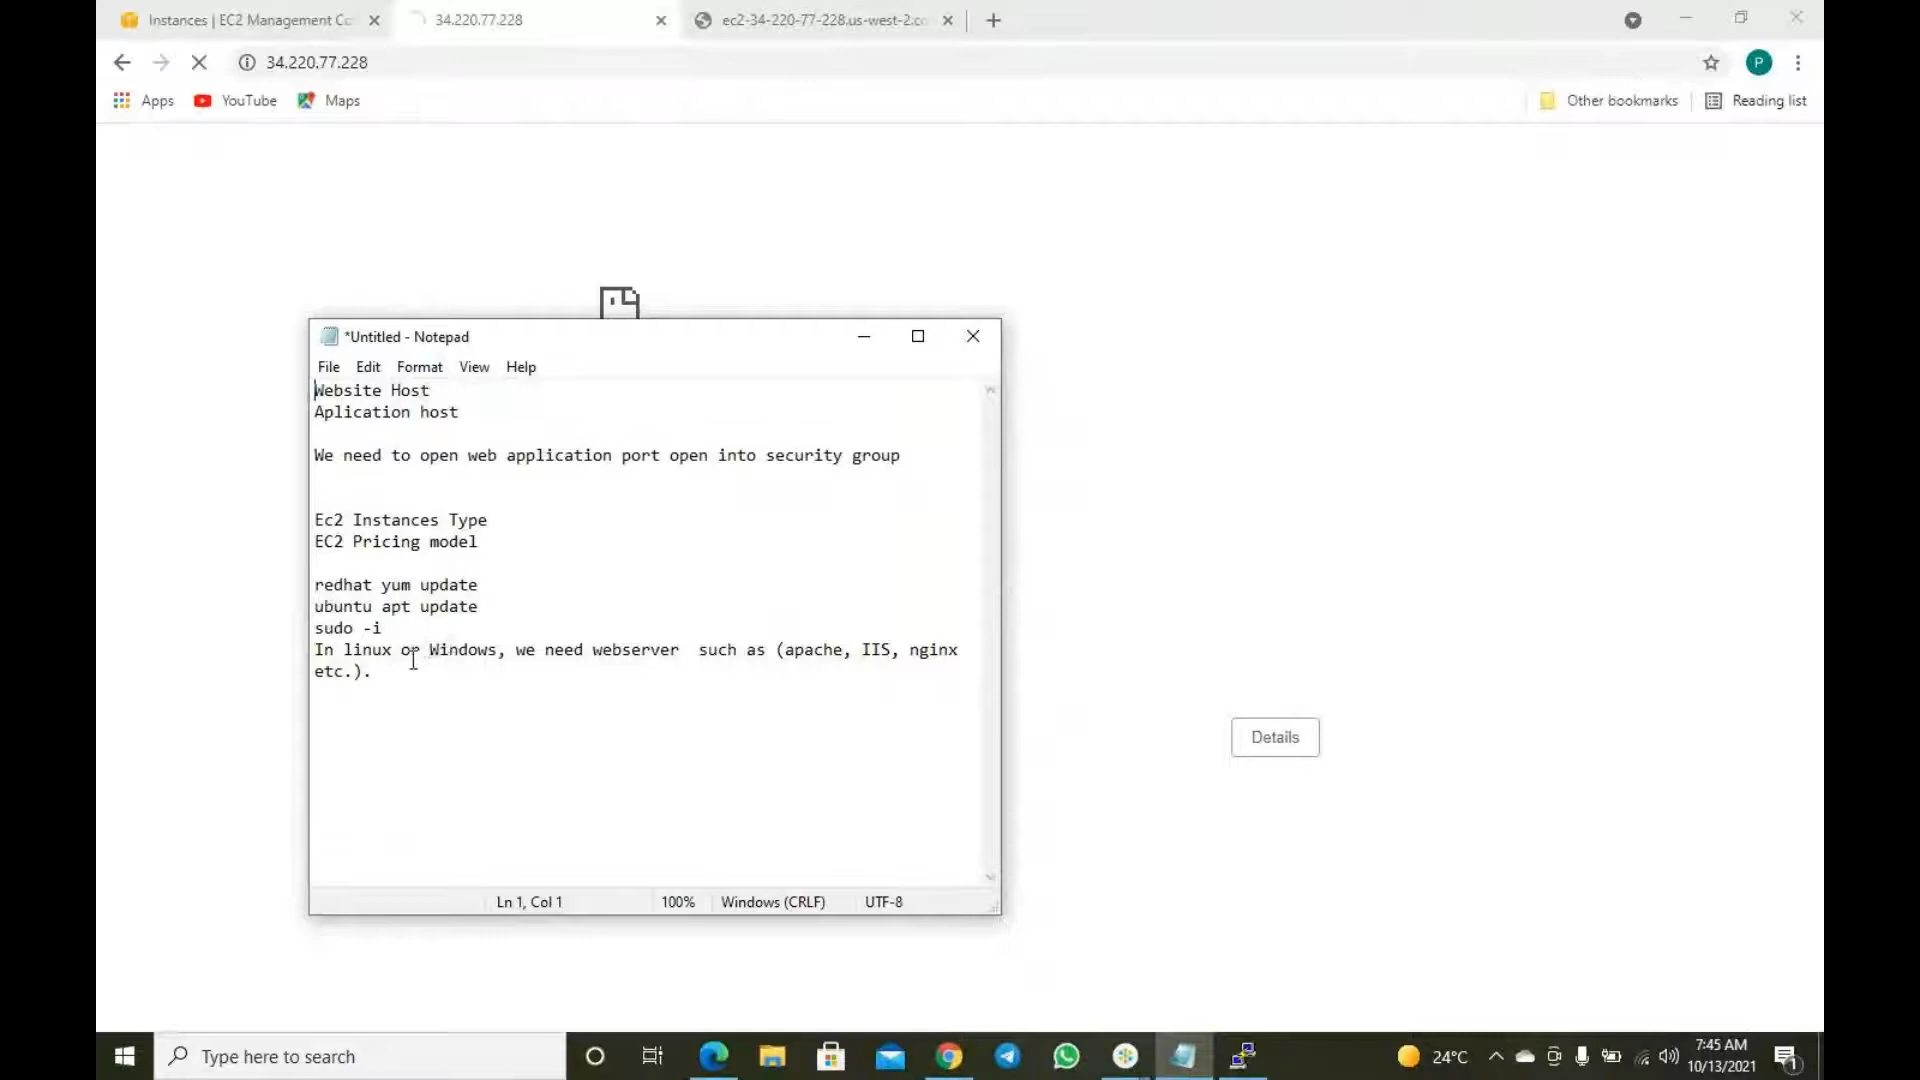 Instances | EC2 Management Co
34.220.77.228
ec2-34-220-77-228.us-west-2.co
34.220.77.228
Apps
YouTube
Maps
Other bookmarks
Reading list
*Untitled - Notepad
File Edit Format View Help
Website Host
Aplication host
We need to open web application port open into security group
Ec2 Instances Type
EC2 Pricing model
redhat yum update
ubuntu apt update
sudo -i
In linux or Windows, we need webserver  such as (apache, IIS, nginx
etc.).
Details
Ln 1, Col 1
100%
Windows (CRLF)
UTF-8
Type here to search
24°C
7:45 AM
10/13/2021
P
1